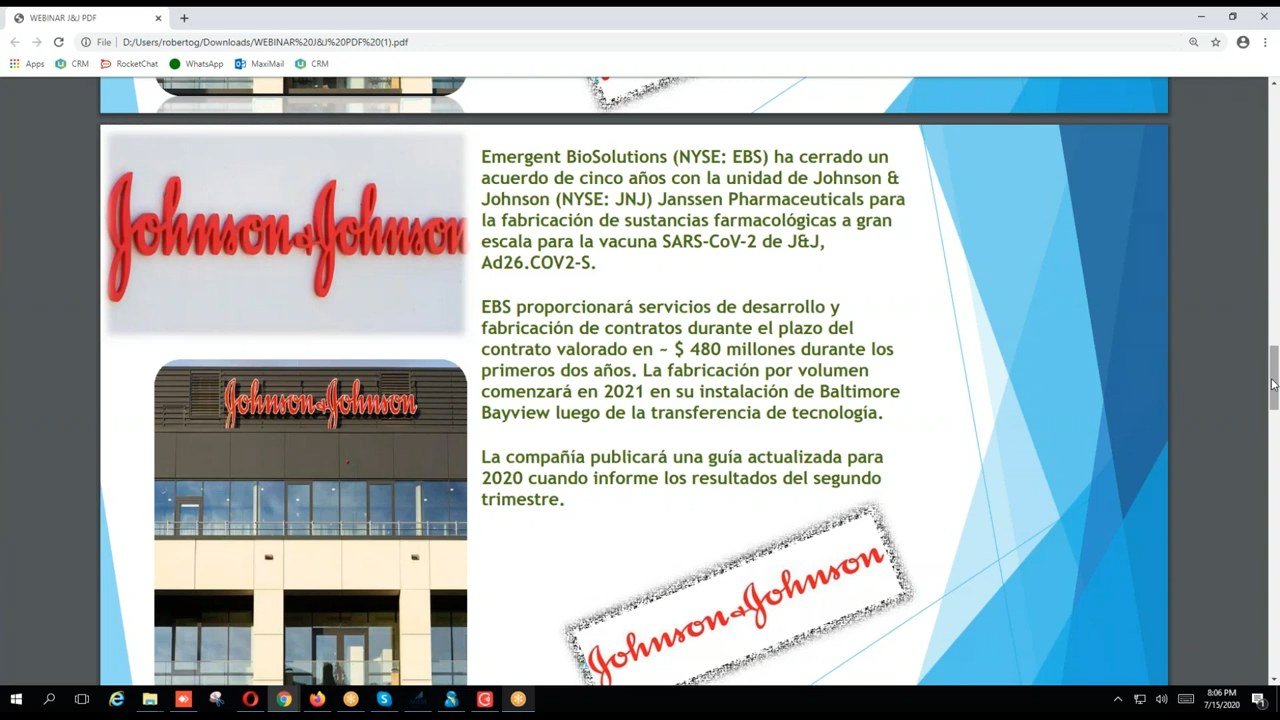 WEBINAR J&J PDF
File
D:/Users/robertog/Downloads/WEBINAR%20J&J%20PDF%20(1).pdf
Apps CRM RocketChat WhatsApp MaxiMail CRM
Johnson & Johnson
Emergent BioSolutions (NYSE: EBS) ha cerrado un
acuerdo de cinco años con la unidad de Johnson &
Johnson (NYSE: JNJ) Janssen Pharmaceuticals para
la fabricación de sustancias farmacológicas a gran
escala para la vacuna SARS-CoV-2 de J&J,
Ad26.COV2-S.
EBS proporcionará servicios de desarrollo y
fabricación de contratos durante el plazo del
contrato valorado en ~ $ 480 millones durante los
primeros dos años. La fabricación por volumen
comenzará en 2021 en su instalación de Baltimore
Bayview luego de la transferencia de tecnología.
La compañía publicará una guía actualizada para
2020 cuando informe los resultados del segundo
trimestre.
Johnson & Johnson
Johnson & Johnson
8:06 PM
7/15/2020